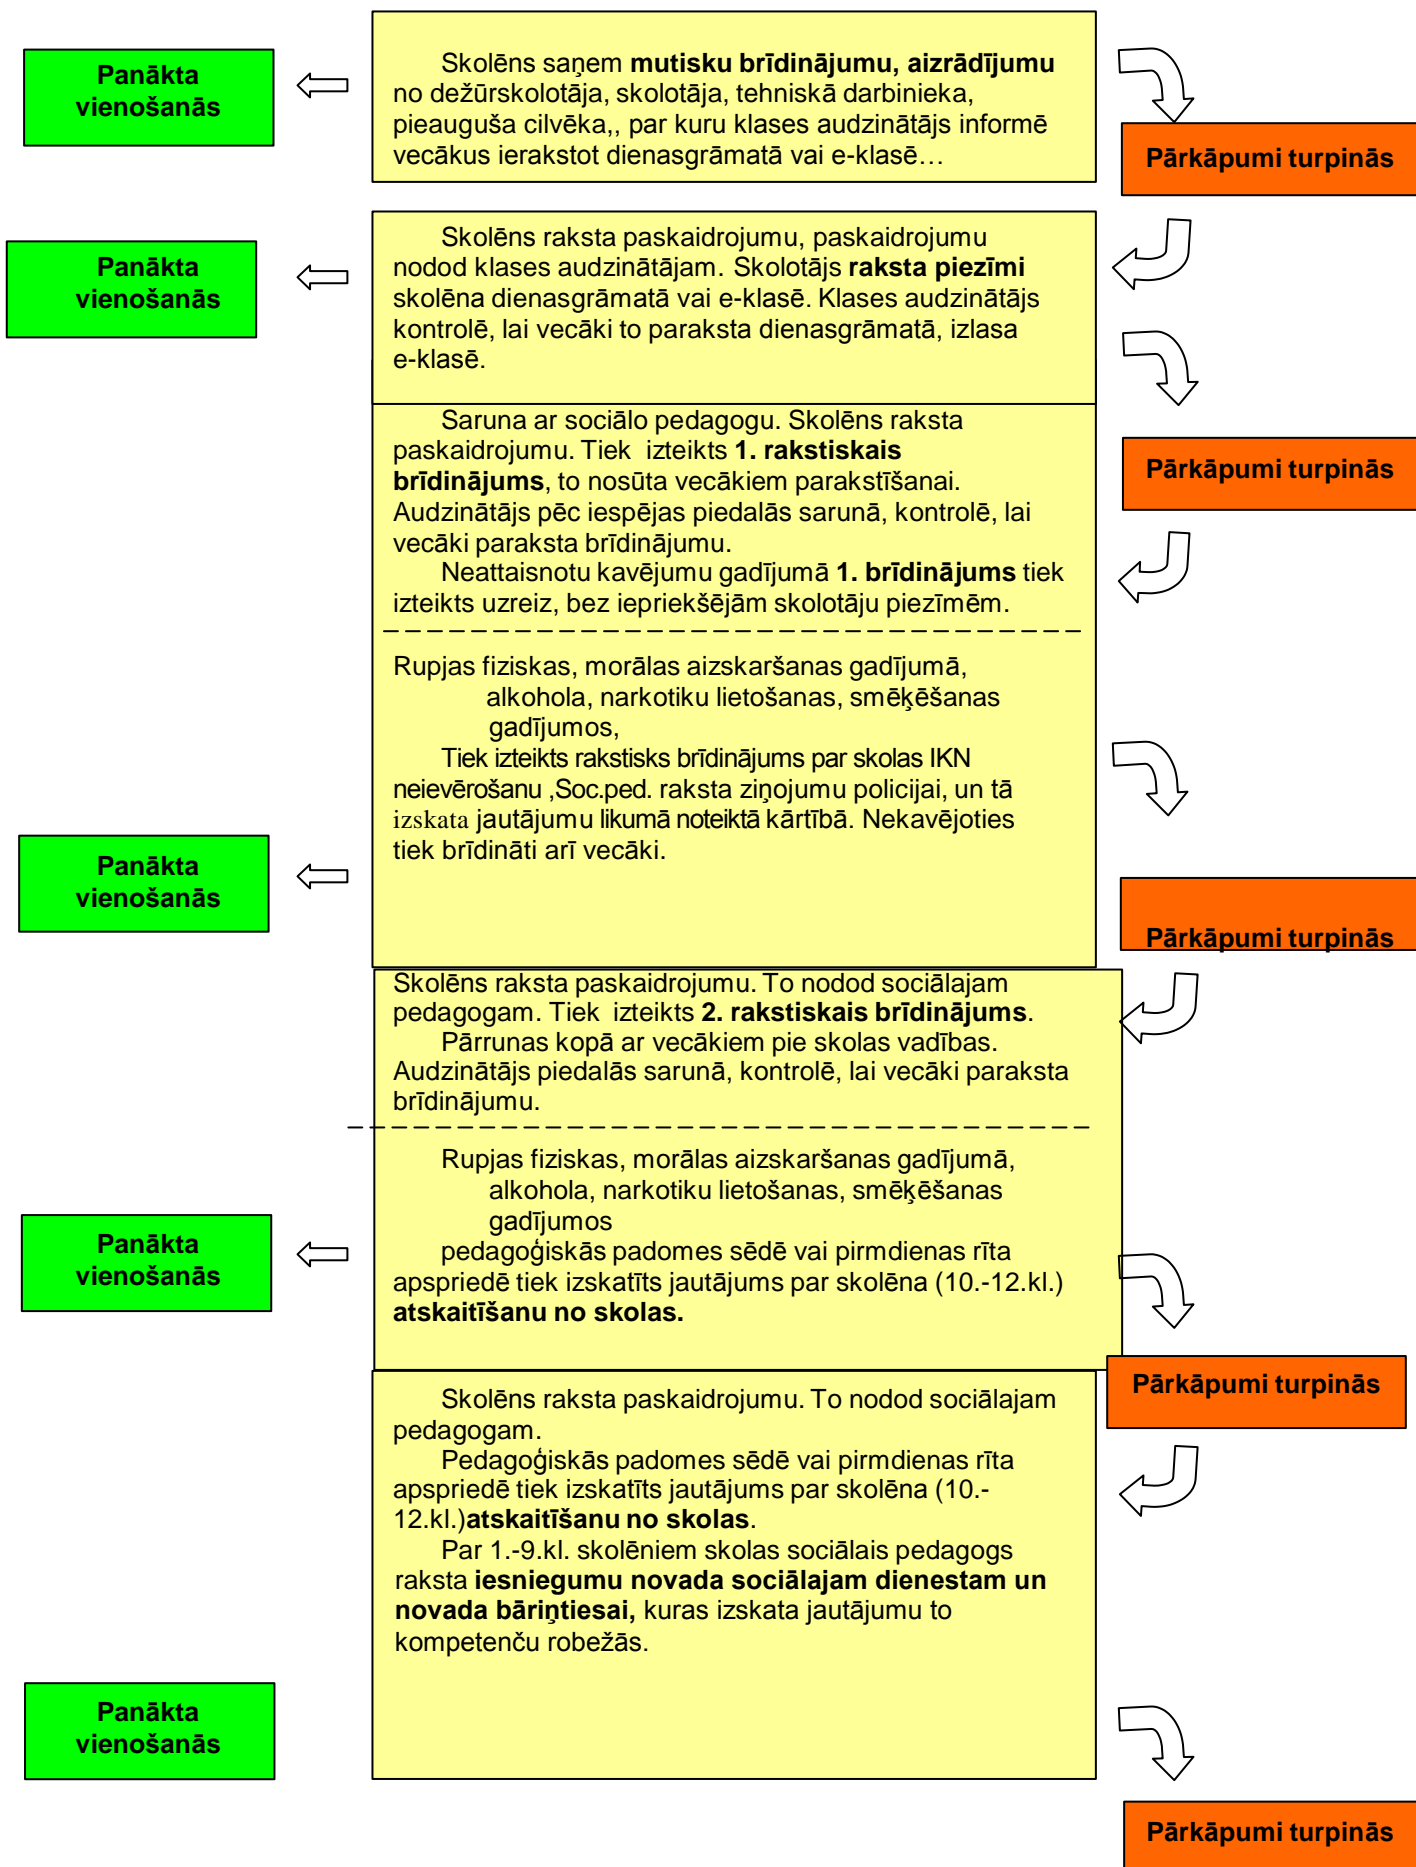 Panākta
vienošanās
Skolēns saņem mutisku brīdinājumu, aizrādījumu
no dežūrskolotāja, skolotāja, tehniskā darbinieka,
pieauguša cilvēka,, par kuru klases audzinātājs informē
vecākus ierakstot dienasgrāmatā vai e-klasē…
Pārkāpumi turpinās
Panākta
vienošanās
Skolēns raksta paskaidrojumu, paskaidrojumu
nodod klases audzinātājam. Skolotājs raksta piezīmi
skolēna dienasgrāmatā vai e-klasē. Klases audzinātājs
kontrolē, lai vecāki to paraksta dienasgrāmatā, izlasa
e-klasē.
Pārkāpumi turpinās
Saruna ar sociālo pedagogu. Skolēns raksta
paskaidrojumu. Tiek izteikts 1. rakstiskais
brīdinājums, to nosūta vecākiem parakstīšanai.
Audzinātājs pēc iespējas piedalās sarunā, kontrolē, lai
vecāki paraksta brīdinājumu.
Neattaisnotu kavējumu gadījumā 1. brīdinājums tiek
izteikts uzreiz, bez iepriekšējām skolotāju piezīmēm.
Rupjas fiziskas, morālas aizskaršanas gadījumā,
alkohola, narkotiku lietošanas, smēķēšanas
gadījumos,
Tiek izteikts rakstisks brīdinājums par skolas IKN
neievērošanu ,Soc.ped. raksta ziņojumu policijai, un tā
izskata jautājumu likumā noteiktā kārtībā. Nekavējoties
tiek brīdināti arī vecāki.
Panākta
vienošanās
Pārkāpumi turpinās
Skolēns raksta paskaidrojumu. To nodod sociālajam
pedagogam. Tiek izteikts 2. rakstiskais brīdinājums.
Pārrunas kopā ar vecākiem pie skolas vadības.
Audzinātājs piedalās sarunā, kontrolē, lai vecāki paraksta
brīdinājumu.
Rupjas fiziskas, morālas aizskaršanas gadījumā,
alkohola, narkotiku lietošanas, smēķēšanas
gadījumos
pedagoģiskās padomes sēdē vai pirmdienas rīta
apspriedē tiek izskatīts jautājums par skolēna (10.-12.kl.)
atskaitīšanu no skolas.
Panākta
vienošanās
Pārkāpumi turpinās
Skolēns raksta paskaidrojumu. To nodod sociālajam
pedagogam.
Pedagoģiskās padomes sēdē vai pirmdienas rīta
apspriedē tiek izskatīts jautājums par skolēna (10.-
12.kl.)atskaitīšanu no skolas.
Par 1.-9.kl. skolēniem skolas sociālais pedagogs
raksta iesniegumu novada sociālajam dienestam un
novada bāriņtiesai, kuras izskata jautājumu to
kompetenču robežās.
Panākta
vienošanās
Pārkāpumi turpinās